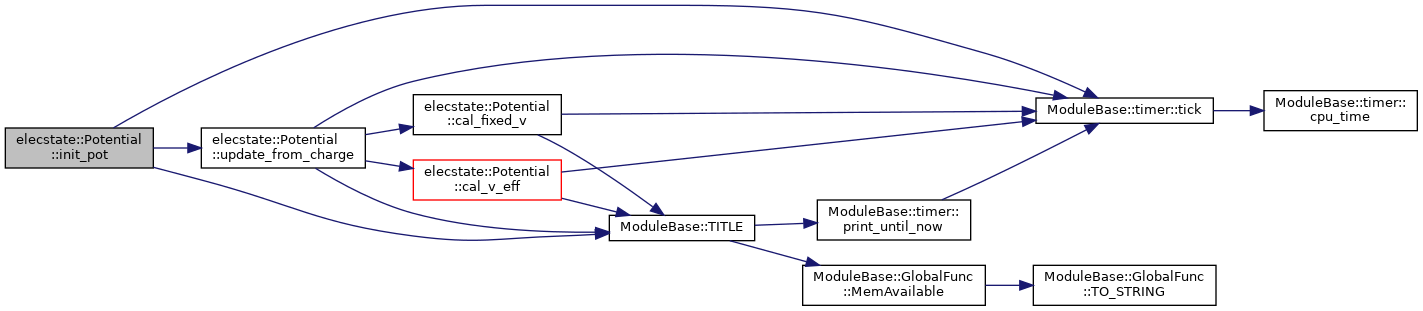 elecstate::Potential
::init_pot
elecstate::Potential
::update_from_charge
elecstate::Potential
::cal_fixed_v
elecstate::Potential
::cal_v_eff
ModuleBase::TITLE
ModuleBase::timer::
print_until_now
ModuleBase::GlobalFunc
::MemAvailable
ModuleBase::timer::tick
ModuleBase::GlobalFunc
::TO_STRING
ModuleBase::timer::
cpu_time